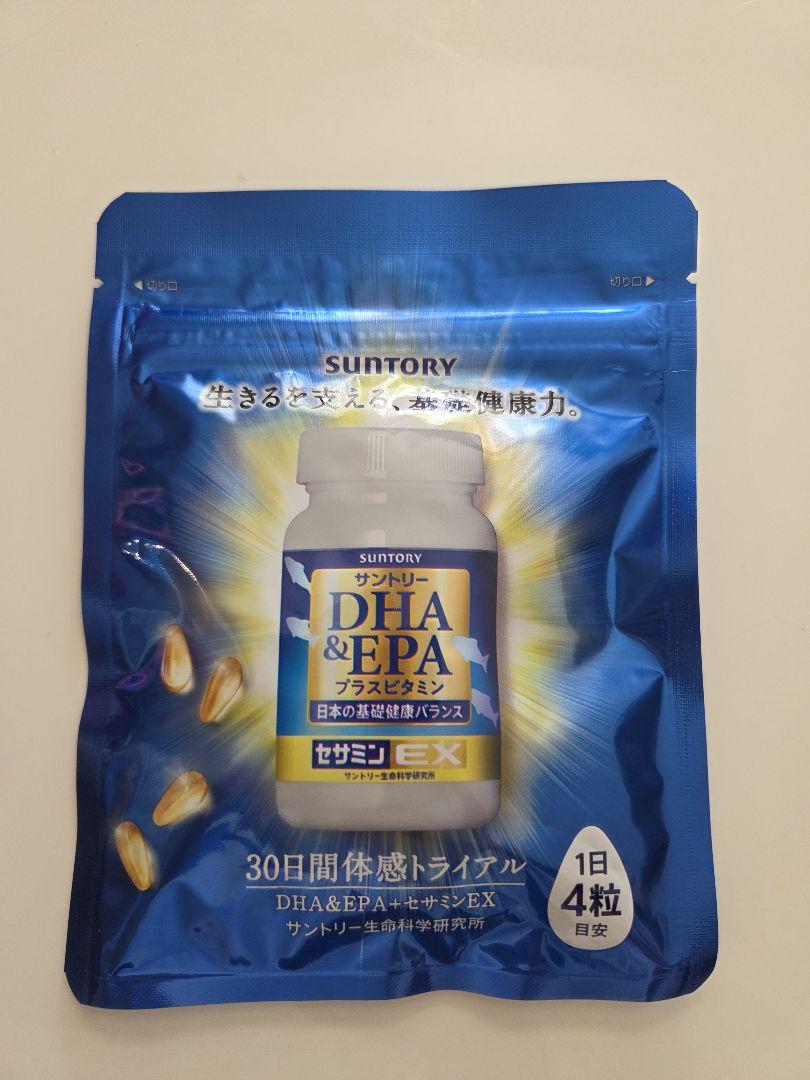 切り口
切り口
SUNTORY
生きるを支える、基礎健康力。
SUNTORY
サントリー
DHA
&EPA
プラスビタミン
日本の基礎健康バランス
セサミンEX
サントリー生命科学研究所
30日間体感トライアル
DHA&EPA+セサミンEX
サントリー生命科学研究所
1日
4粒
目安